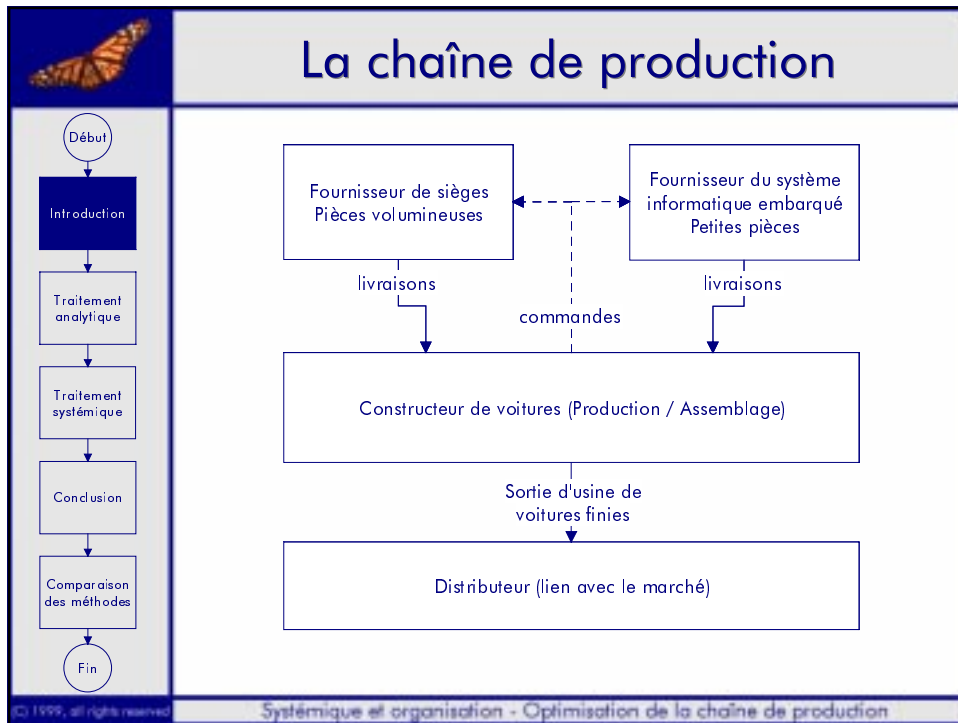 La chaîne de production
Début
Introduction
Traitement
analytique
Traitement
systémique
Conclusion
Comparaison
des méthodes
Fin
Fournisseur de sièges
Pièces volumineuses
Fournisseur du système
informatique embarqué
Petites pièces
livraisons
livraisons
commandes
Constructeur de voitures (Production / Assemblage)
Sortie d'usine de
voitures finies
Distributeur (lien avec le marché)
(C) 1999, all rights reserved
Systémique et organisation - Optimisation de la chaîne de production